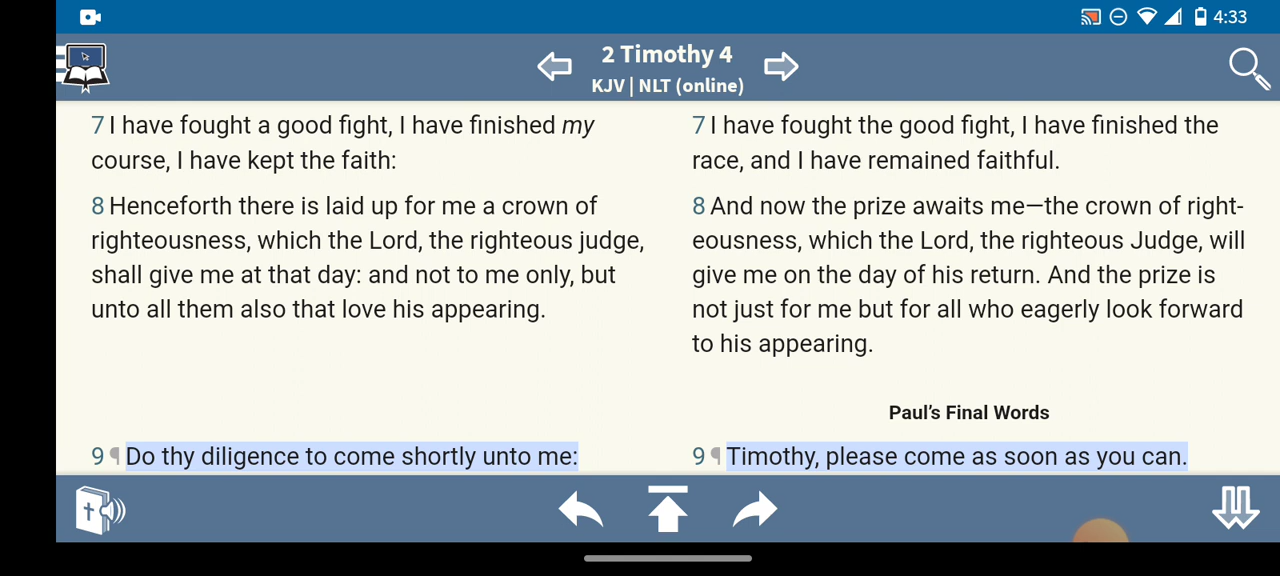 4:33
2 Timothy 4
KJV | NLT (online)
7 I have fought a good fight, I have finished my
course, I have kept the faith:
8 Henceforth there is laid up for me a crown of
righteousness, which the Lord, the righteous judge,
shall give me at that day: and not to me only, but
unto all them also that love his appearing.
9 ¶ Do thy diligence to come shortly unto me:
7 I have fought the good fight, I have finished the
race, and I have remained faithful.
8 And now the prize awaits me—the crown of right-
eousness, which the Lord, the righteous Judge, will
give me on the day of his return. And the prize is
not just for me but for all who eagerly look forward
to his appearing.
Paul’s Final Words
9 ¶ Timothy, please come as soon as you can.